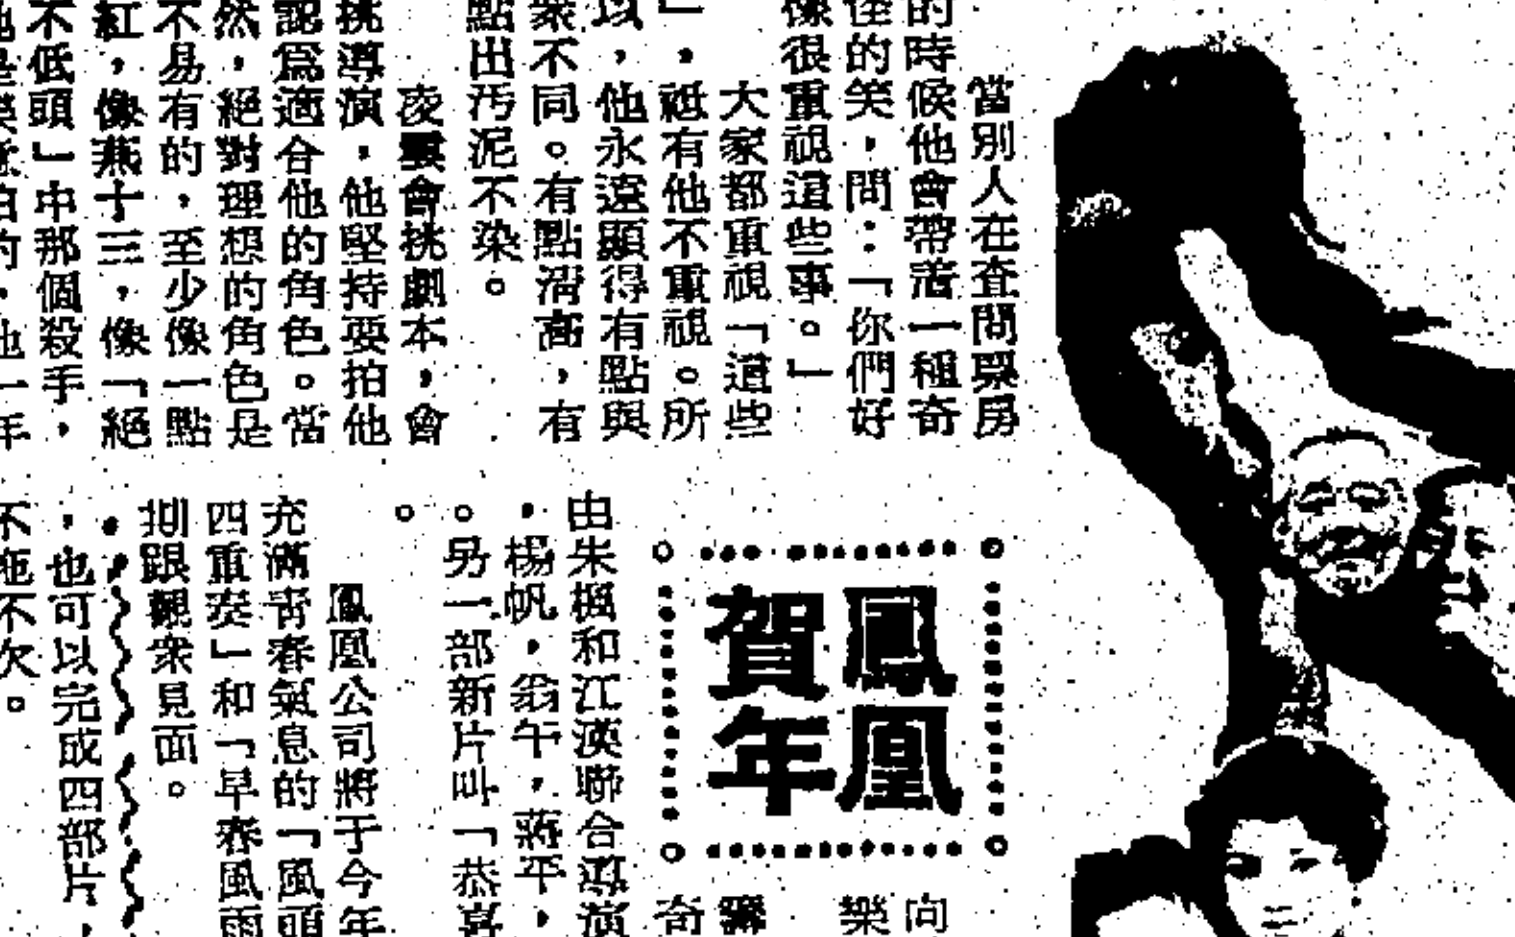 當別人在查問票房
的時候他會帶着一種奇
怪的笑，問：「你們好
像很重視這些事。」
大家都重視「這些
」，祗有他不重視。所
以，他永遠顯得有點與
衆不同。有點清高，有
點出汚泥不染。
凌雲會挑劇本，會
挑導演，他堅持要拍他
認爲適合他的角色。當
然，絕對理想的角色是
不易有的，至少像一點
紅，像燕十三，像「絕
不低頭」中那個殺手，
鳳凰
賀年
向
樂
奇
由朱楓和江漢聯合導演
，楊帆，翁午，蔣平，
。另一部新片叫「恭喜
。
鳳凰公司將于今年
充滿青春氣息的「風頭
四重奏」和「早春風雨
期跟觀衆見面。
，也可以完成四部片，
不拖不欠。